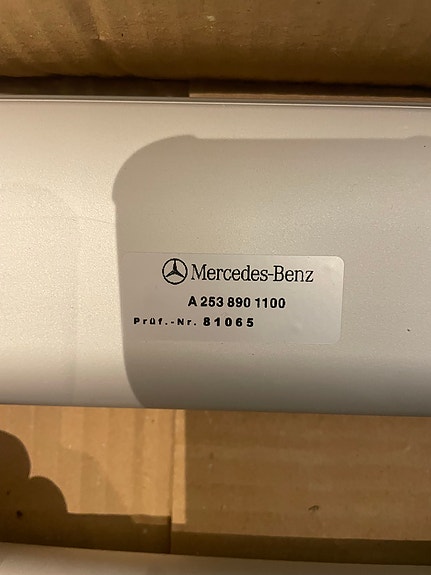 Mercedes-Benz
A 253 890 1100
Prüf.-Nr. 81065